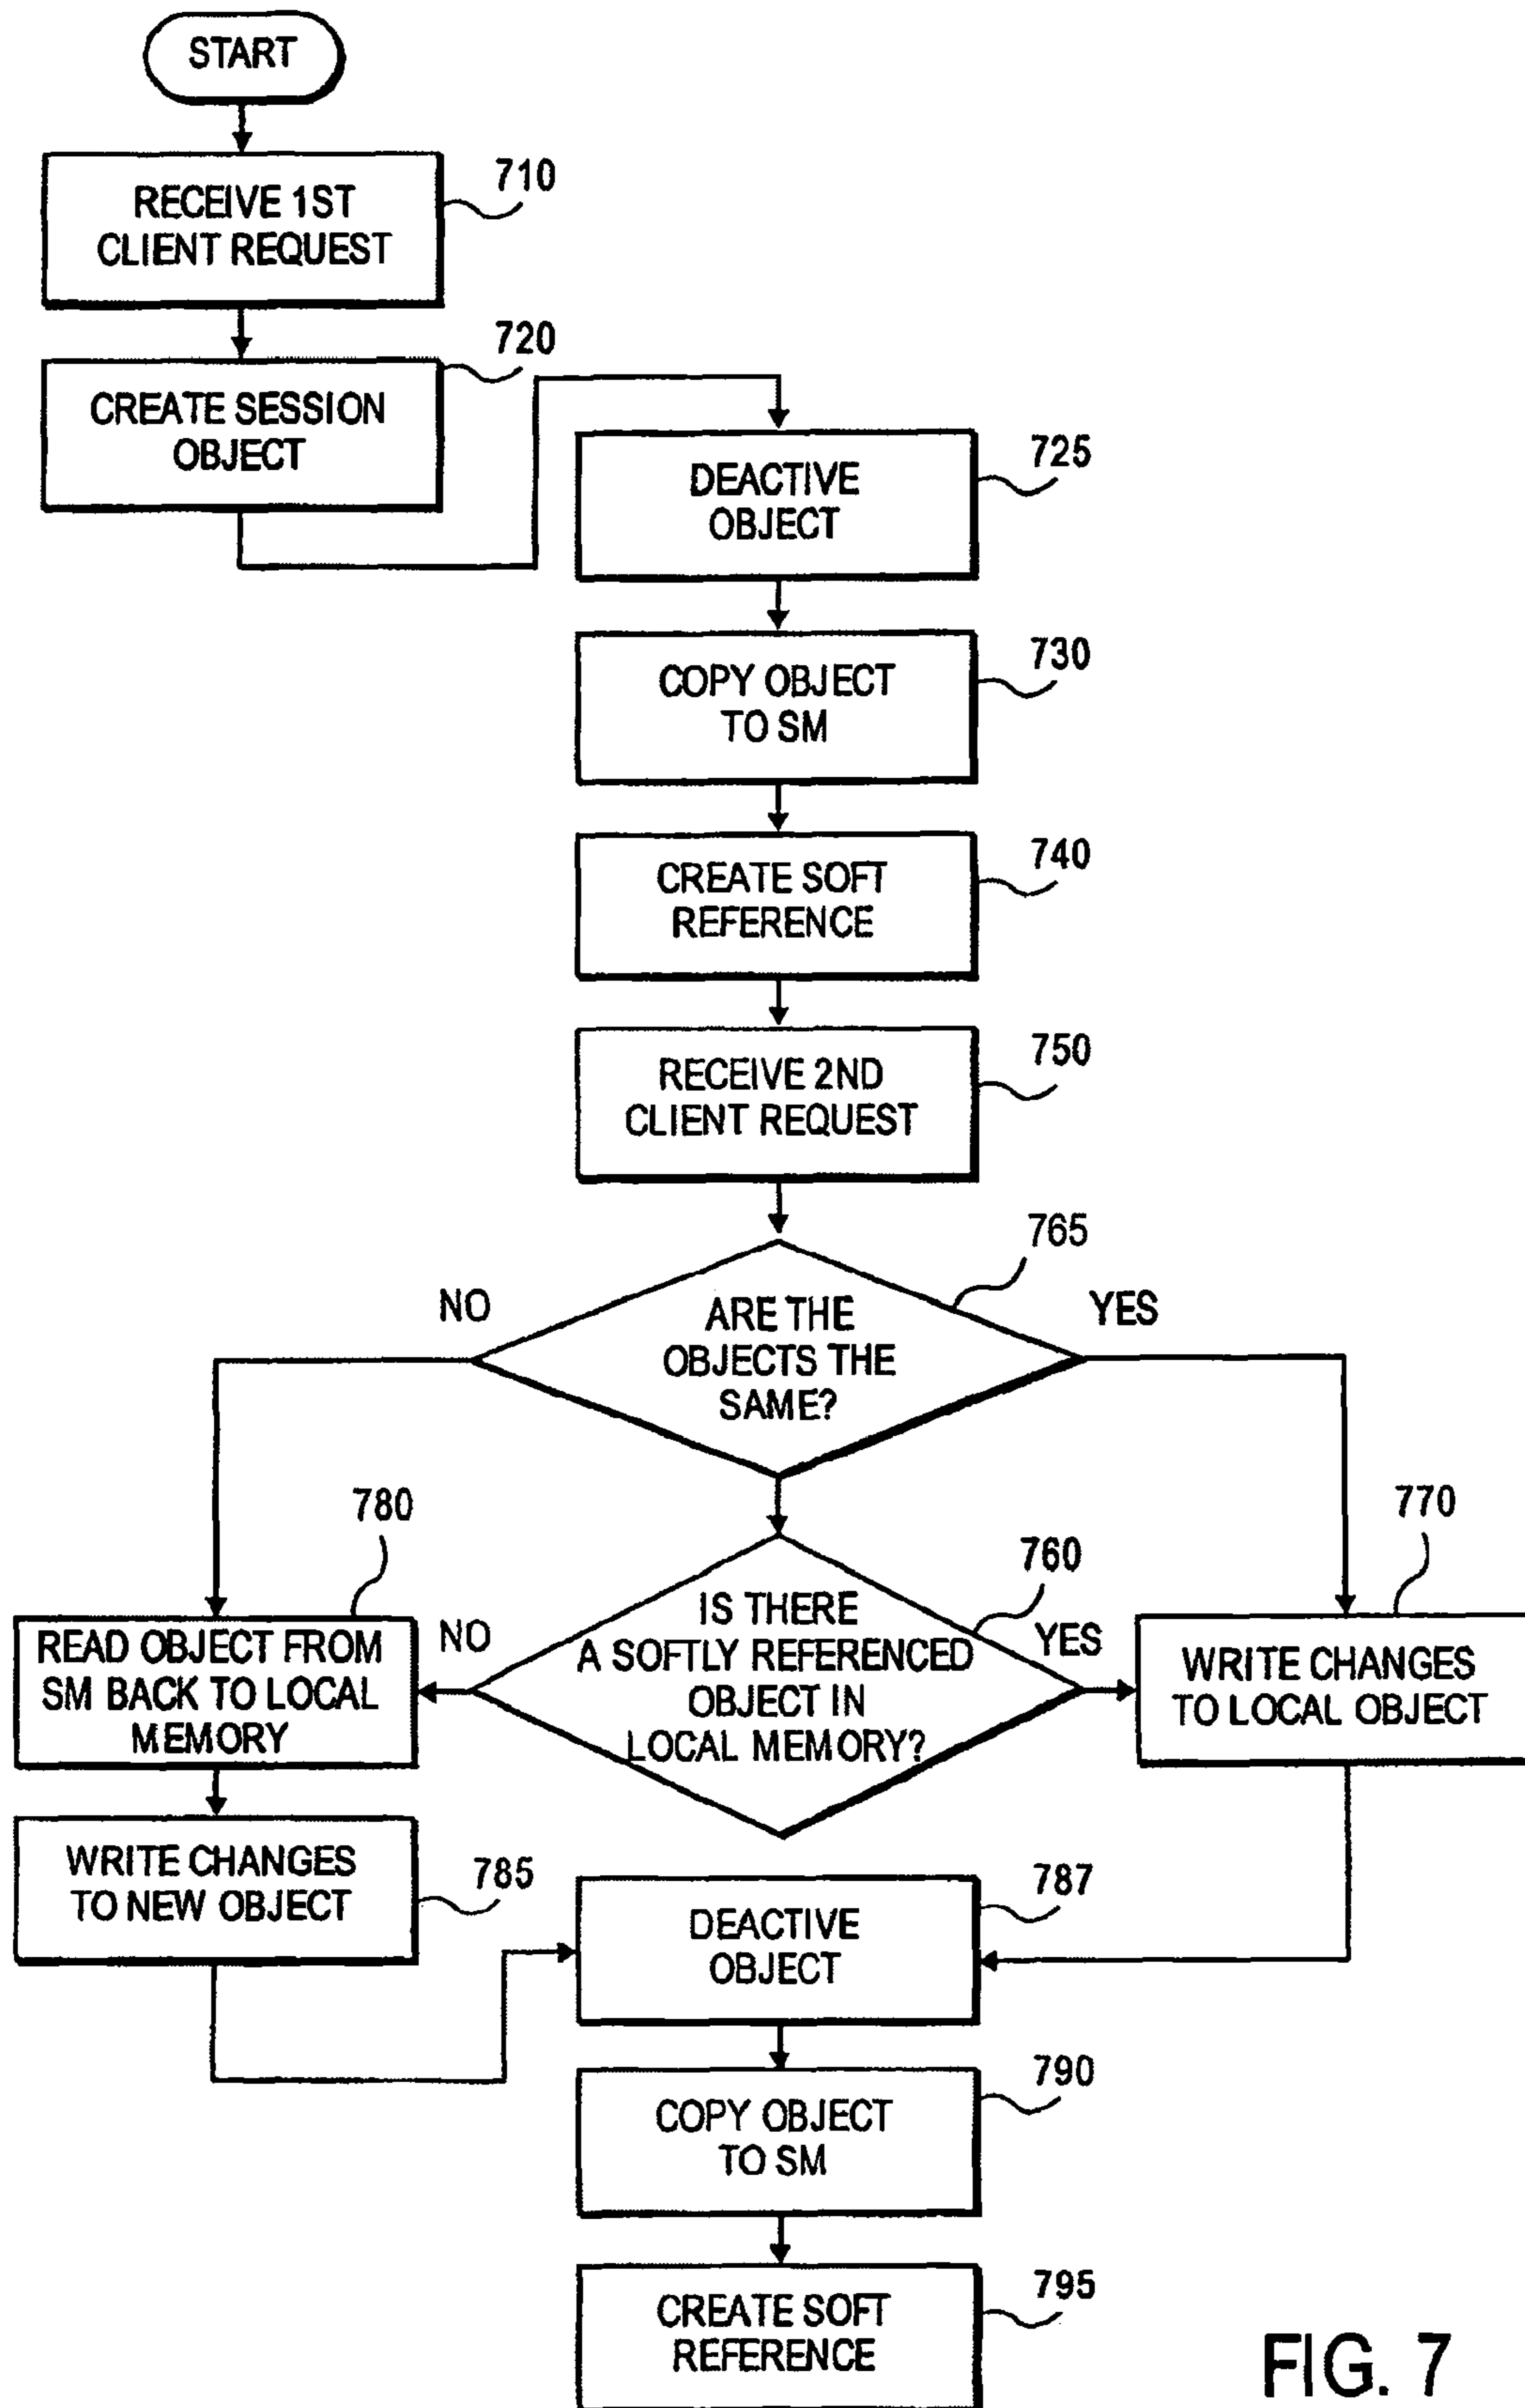 START
RECEIVE 1ST
CLIENT REQUEST
710
CREATE SESSION
OBJECT
720
DEACTIVE
OBJECT
725
COPY OBJECT
TO SM
730
CREATE SOFT
REFERENCE
740
RECEIVE 2ND
CLIENT REQUEST
750
765
NO
ARE THE
OBJECTS THE
SAME?
YES
780
760
770
READ OBJECT FROM
SM BACK TO LOCAL
MEMORY
NO
IS THERE
A SOFTLY REFERENCED
OBJECT IN
LOCAL MEMORY?
YES
WRITE CHANGES
TO LOCAL OBJECT
WRITE CHANGES
TO NEW OBJECT
785
DEACTIVE
OBJECT
787
COPY OBJECT
TO SM
790
CREATE SOFT
REFERENCE
795
FIG. 7